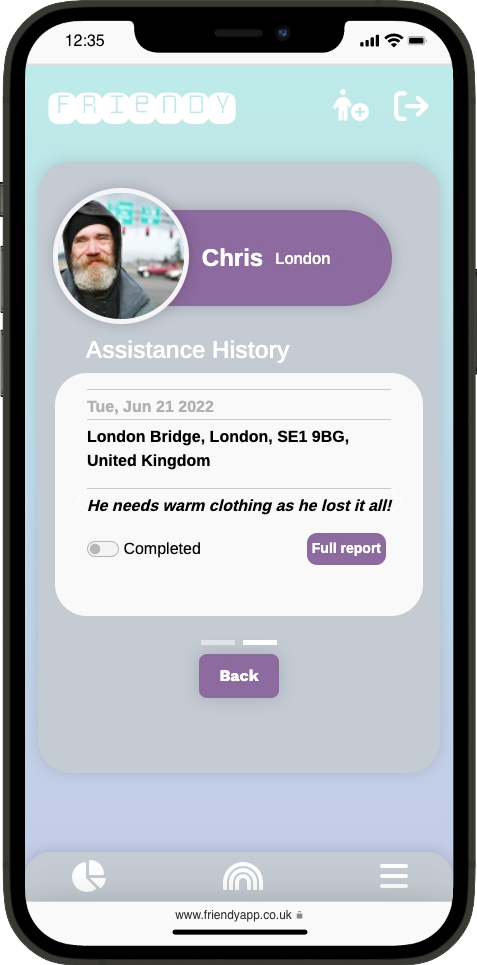 12:35
FRIENDY
Chris London
Assistance History
Tue, Jun 21 2022
London Bridge, London, SE1 9BG,
United Kingdom
He needs warm clothing as he lost it all!
Completed
Full report
Back
www.friendyapp.co.uk